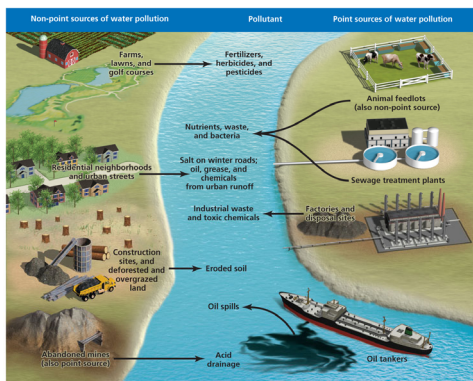 Non-point sources of water pollution
Pollutant
Point sources of water pollution
Farms,
lawns, and
golf courses
Fertilizers,
herbicides, and
pesticides
Animal feedlots
(also non-point source)
Nutrients, waste,
and bacteria
Sewage treatment plants
Residential neighborhoods
and urban streets
Salt on winter roads;
oil, grease, and
chemicals
from urban runoff
Industrial waste
and toxic chemicals
Factories and
disposal sites
Construction
sites, and
deforested and
overgrazed
land
Eroded soil
Oil spills
Oil tankers
Abandoned mines
(also point source)
Acid
drainage